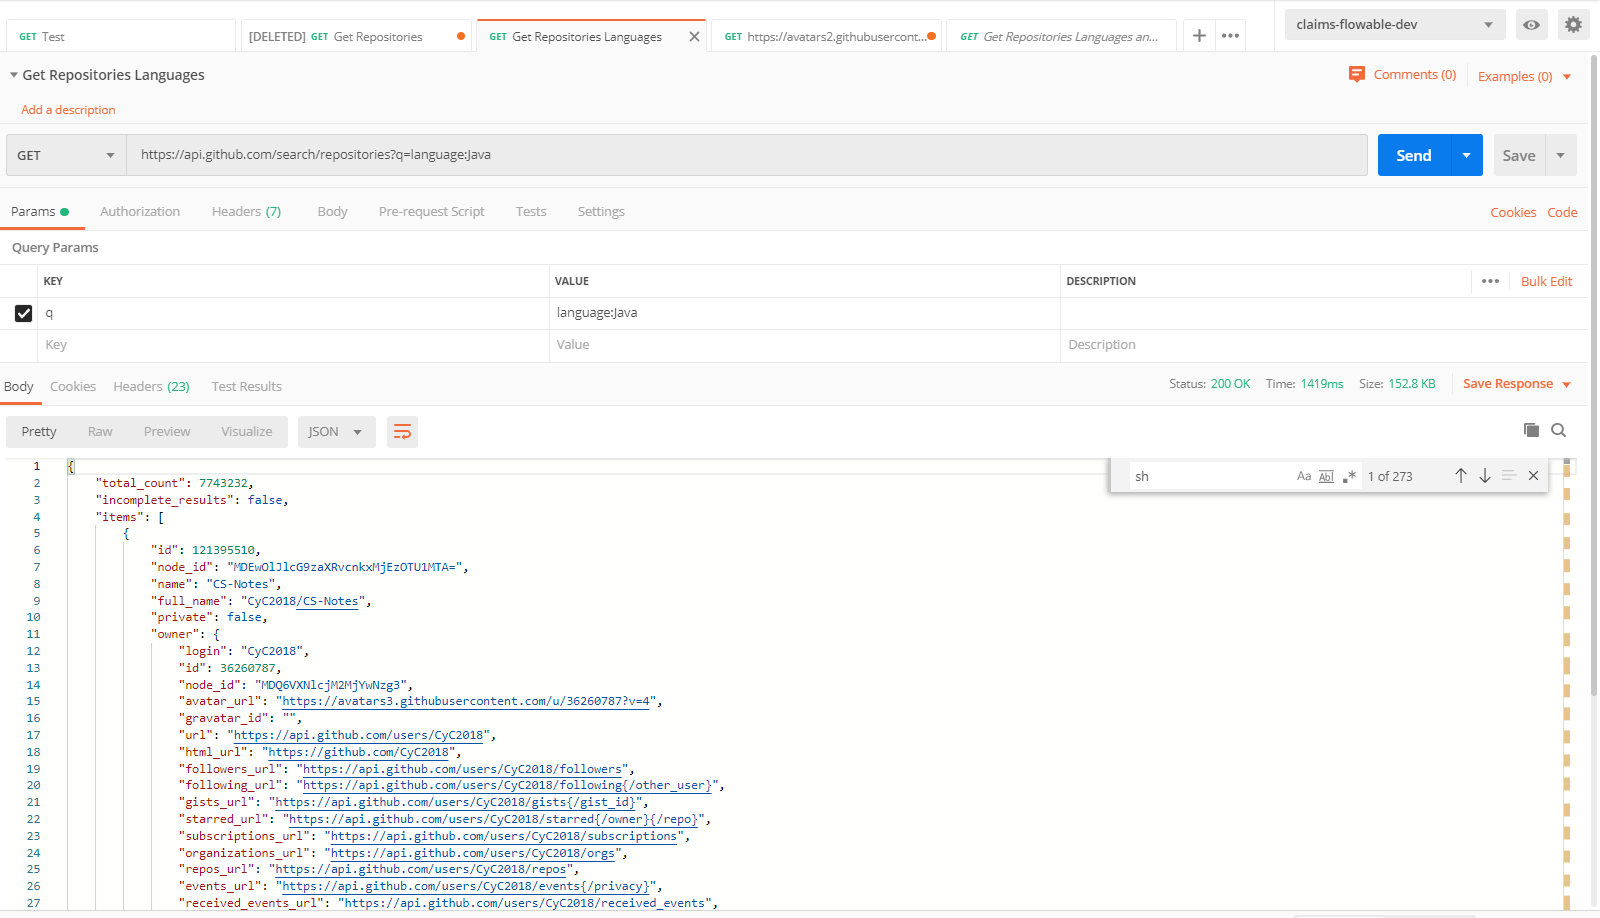 GET Test
[DELETED] GET Get Repositories
GET Get Repositories Languages
GET https://avatars2.githubusercont...
GET Get Repositories Languages an...
claims-flowable-dev
Get Repositories Languages
Comments (0)
Examples (0)
Add a description
GET
https://api.github.com/search/repositories?q=language:Java
Send
Save
Params
Authorization
Headers (7)
Body
Pre-request Script
Tests
Settings
Cookies
Code
Query Params
KEY
VALUE
DESCRIPTION
Bulk Edit
q
language:Java
Key
Value
Description
Body
Cookies
Headers (23)
Test Results
Status: 200 OK
Time: 1419ms
Size: 152.8 KB
Save Response
Pretty
Raw
Preview
Visualize
JSON
sh
Aa
Abl
.*
1 of 273
1 {
2 "total_count": 7743232,
3 "incomplete_results": false,
4 "items": [
5 {
6 "id": 121395510,
7 "node_id": "MDEwOlJlcG9zaXRvcnkxMjEzOTU1MTA=",
8 "name": "CS-Notes",
9 "full_name": "CyC2018/CS-Notes",
10 "private": false,
11 "owner": {
12 "login": "CyC2018",
13 "id": 36260787,
14 "node_id": "MDQ6VXNlcjM2MjYwNzg3",
15 "avatar_url": "https://avatars3.githubusercontent.com/u/36260787?v=4",
16 "gravatar_id": "",
17 "url": "https://api.github.com/users/CyC2018",
18 "html_url": "https://github.com/CyC2018",
19 "followers_url": "https://api.github.com/users/CyC2018/followers",
20 "following_url": "https://api.github.com/users/CyC2018/following{/other_user}",
21 "gists_url": "https://api.github.com/users/CyC2018/gists{/gist_id}",
22 "starred_url": "https://api.github.com/users/CyC2018/starred{/owner}{/repo}",
23 "subscriptions_url": "https://api.github.com/users/CyC2018/subscriptions",
24 "organizations_url": "https://api.github.com/users/CyC2018/orgs",
25 "repos_url": "https://api.github.com/users/CyC2018/repos",
26 "events_url": "https://api.github.com/users/CyC2018/events{/privacy}",
27 "received_events_url": "https://api.github.com/users/CyC2018/received_events",